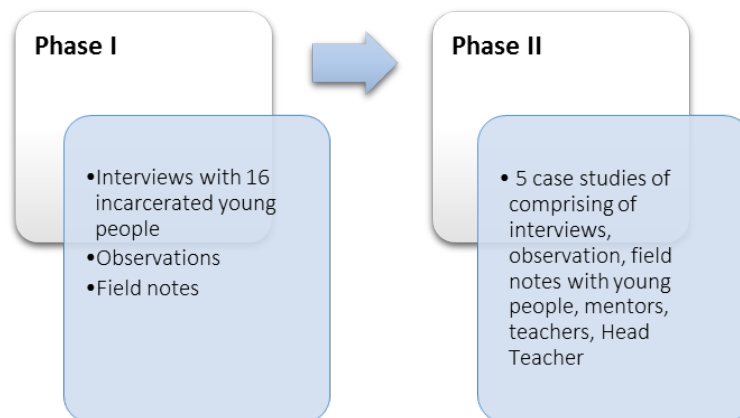 Phase I
•Interviews with 16
incarcerated young
people
•Observations
•Field notes
Phase II
• 5 case studies of
comprising of
interviews,
observation, field
notes with young
people, mentors,
teachers, Head
Teacher